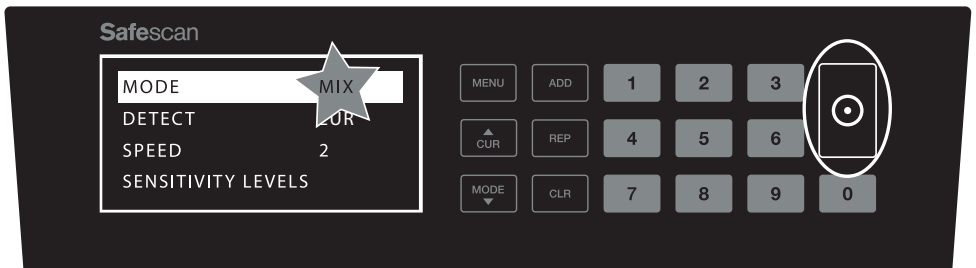 Safescan
MODE MIX
DETECT EUR
SPEED 2
SENSITIVITY LEVELS
MENU ADD 1 2 3
CUR REP 4 5 6
MODE CLR 7 8 9 0